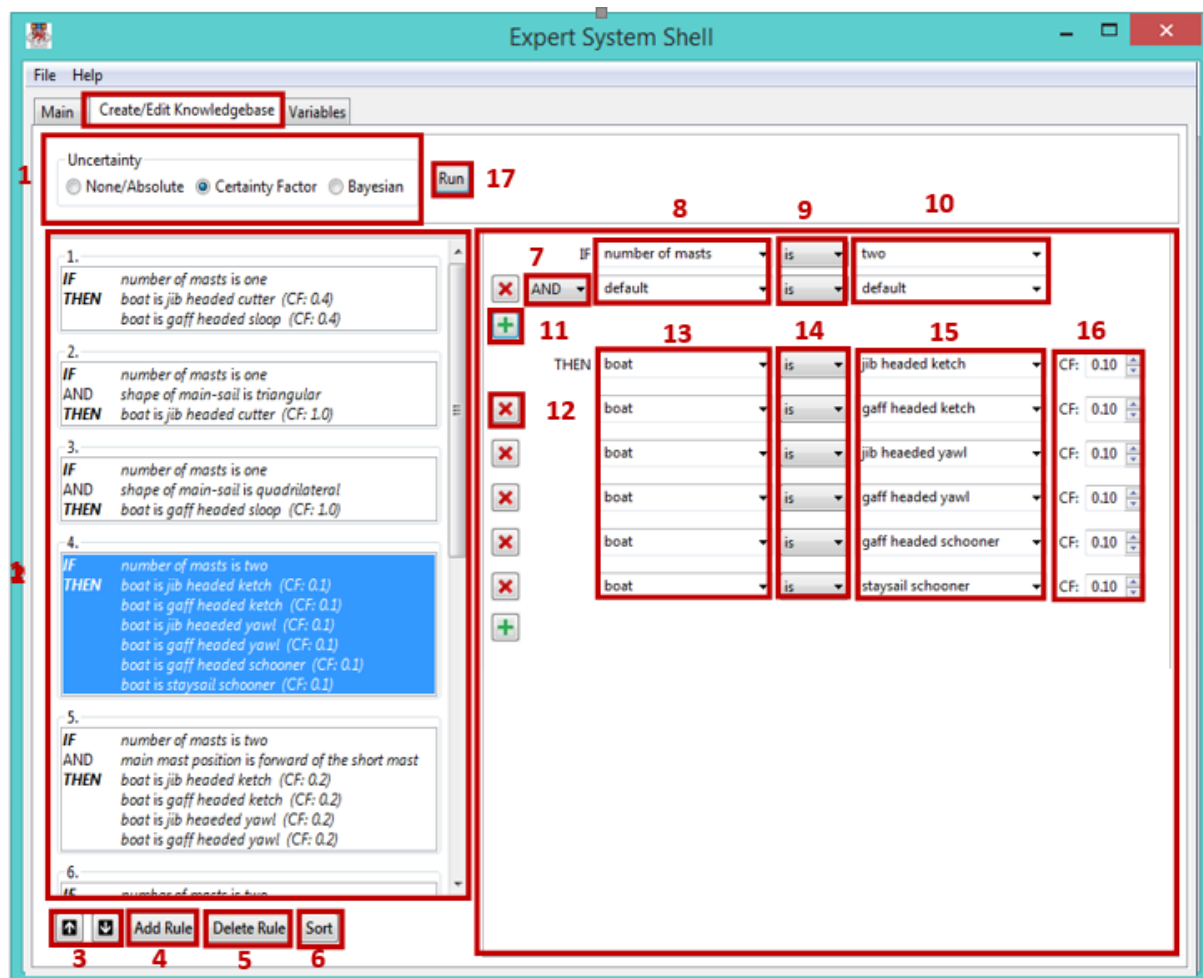 Expert System Shell
File Help
Main Create/Edit Knowledgebase Variables
Uncertainty
1
None/Absolute Certainty Factor Bayesian
Run 17
8 9 10
1.
IF number of masts is one
THEN boat is jib headed cutter (CF: 0.4)
boat is gaff headed sloop (CF: 0.4)
2.
IF number of masts is one
AND shape of main-sail is triangular
THEN boat is jib headed cutter (CF: 1.0)
3.
IF number of masts is one
AND shape of main-sail is quadrilateral
THEN boat is gaff headed sloop (CF: 1.0)
4.
IF number of masts is two
THEN boat is jib headed ketch (CF: 0.1)
boat is gaff headed ketch (CF: 0.1)
boat is jib heaeded yawl (CF: 0.1)
boat is gaff headed yawl (CF: 0.1)
boat is gaff headed schooner (CF: 0.1)
boat is staysail schooner (CF: 0.1)
5.
IF number of masts is two
AND main mast position is forward of the short mast
THEN boat is jib headed ketch (CF: 0.2)
boat is gaff headed ketch (CF: 0.2)
boat is jib heaeded yawl (CF: 0.2)
boat is gaff headed yawl (CF: 0.2)
6.
IF number of masts is two
7
IF number of masts is two
AND default is default
11 13 14 15 16
THEN boat is jib headed ketch CF: 0.10
12
boat is gaff headed ketch CF: 0.10
boat is jib heaeded yawl CF: 0.10
boat is gaff headed yawl CF: 0.10
boat is gaff headed schooner CF: 0.10
boat is staysail schooner CF: 0.10
Add Rule Delete Rule Sort
3 4 5 6